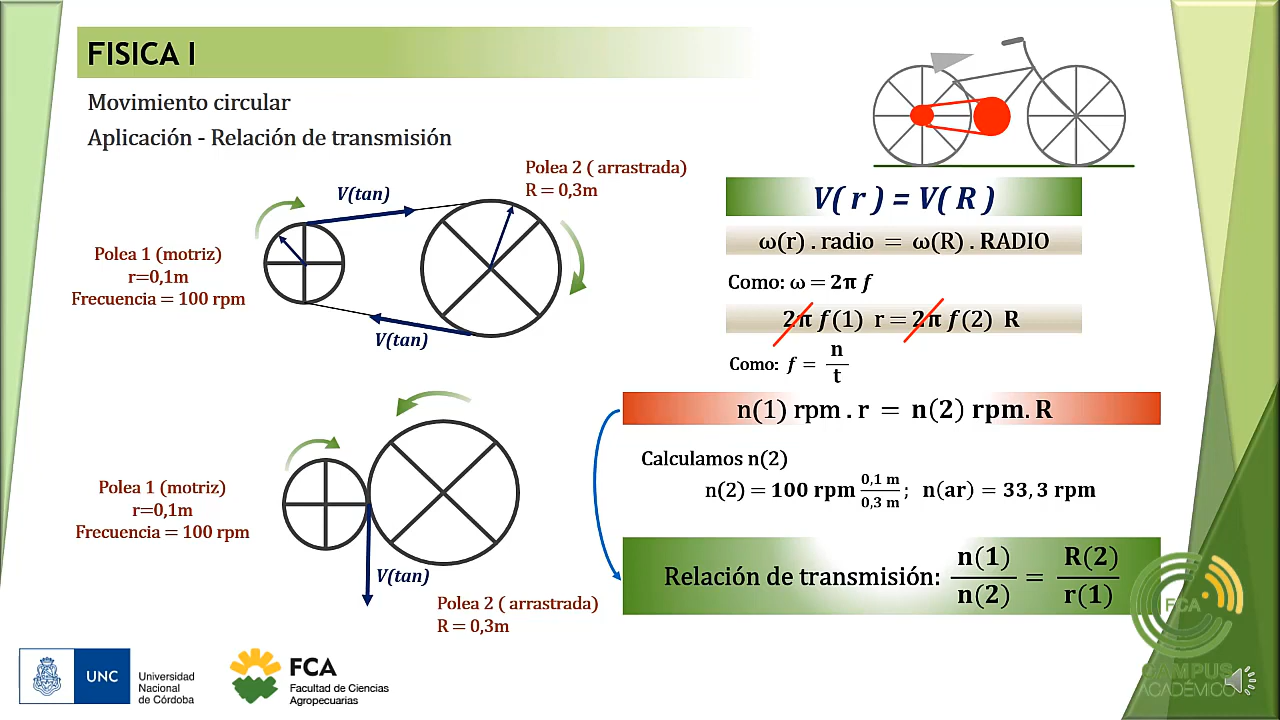 FISICA I
Movimiento circular
Aplicación - Relación de transmisión
Polea 2 ( arrastrada)
R = 0,3m
V(tan)
Polea 1 (motriz)
r=0,1m
Frecuencia = 100 rpm
V(tan)
V( r ) = V( R )
ω(r) . radio = ω(R) . RADIO
Como: ω = 2π f
2π f(1) r = 2π f(2) R
Como: f = n/t
n(1) rpm . r = n(2) rpm. R
Calculamos n(2)
n(2) = 100 rpm 0,1 m/0,3 m; n(ar) = 33,3 rpm
Relación de transmisión: n(1)/n(2) = R(2)/r(1)
Polea 1 (motriz)
r=0,1m
Frecuencia = 100 rpm
V(tan)
Polea 2 ( arrastrada)
R = 0,3m
UNC
Universidad
Nacional
de Córdoba
FCA
Facultad de Ciencias
Agropecuarias
FCA
CAMPUS
ACADÉMICO